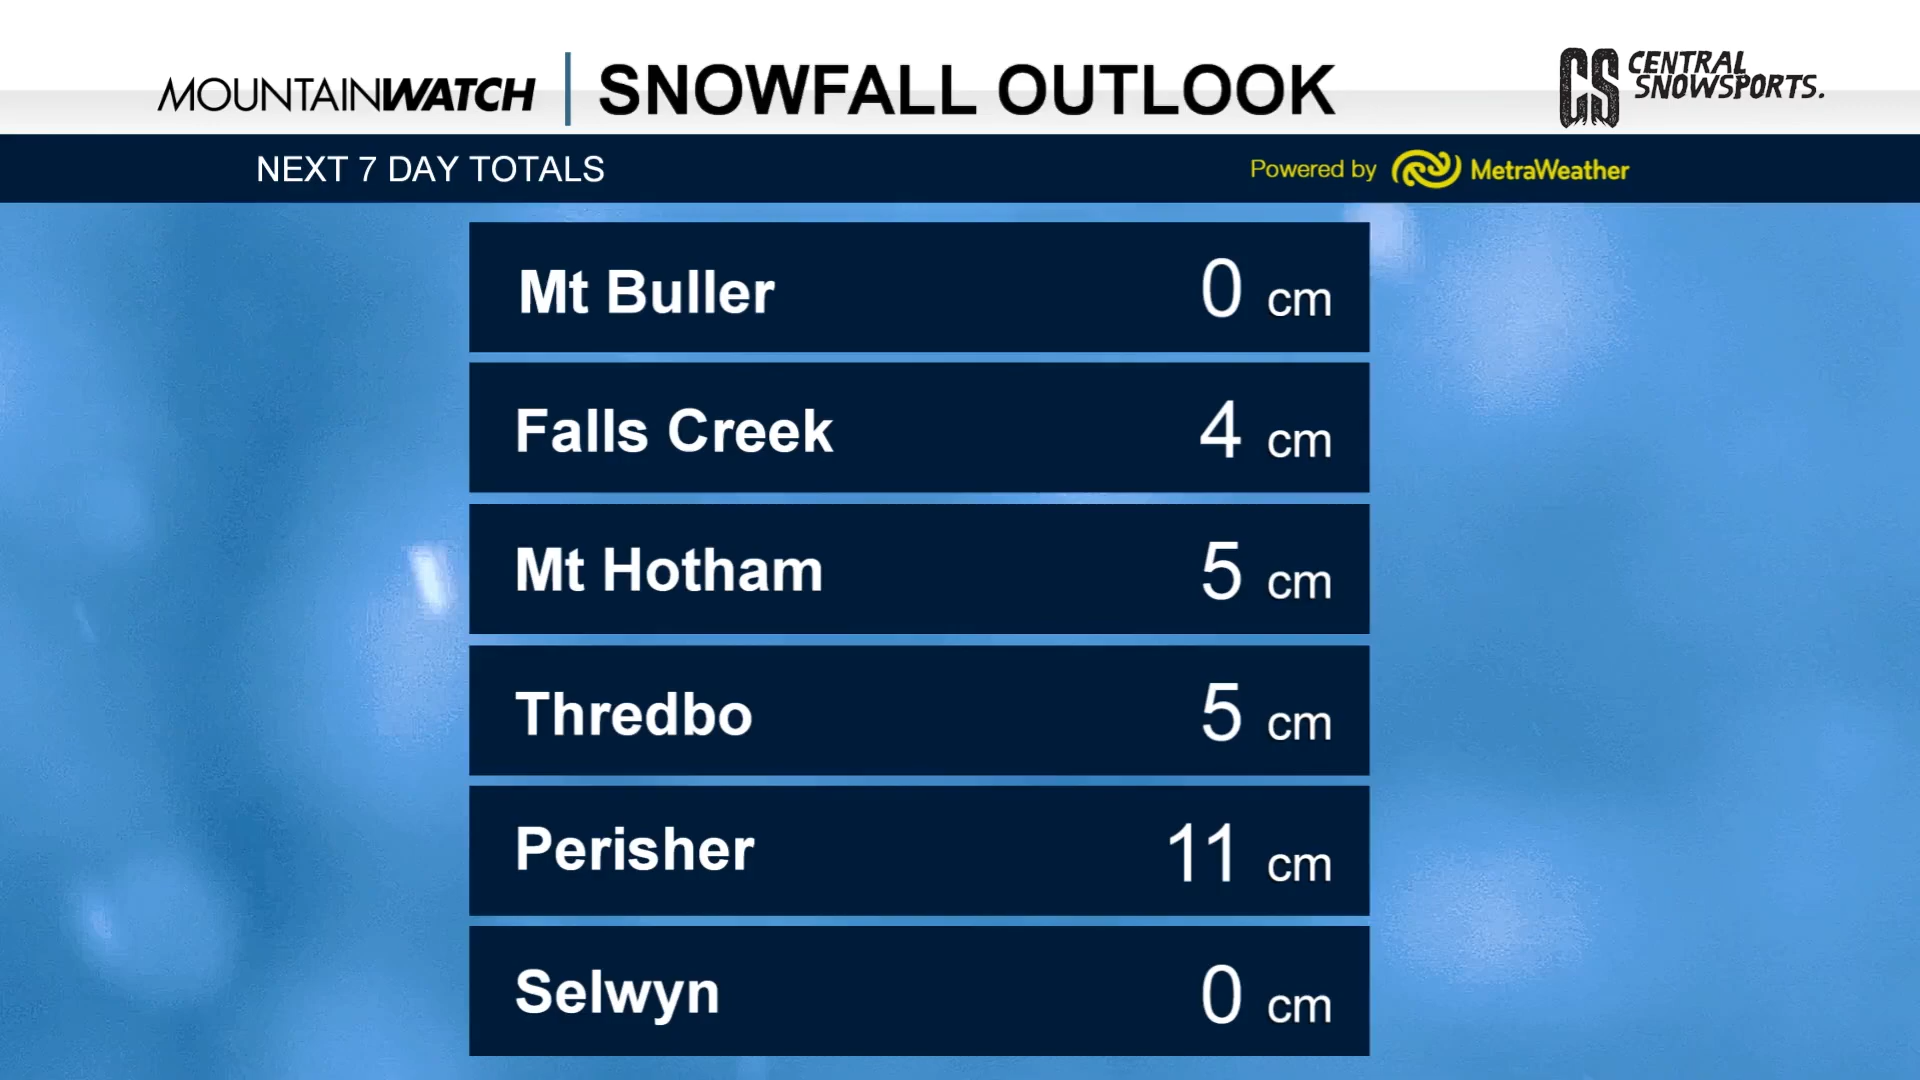 MOUNTAINWATCH SNOWFALL OUTLOOK
CS CENTRAL SNOWSPORTS.
NEXT 7 DAY TOTALS
Powered by MetraWeather
Mt Buller 0 cm
Falls Creek 4 cm
Mt Hotham 5 cm
Thredbo 5 cm
Perisher 11 cm
Selwyn 0 cm